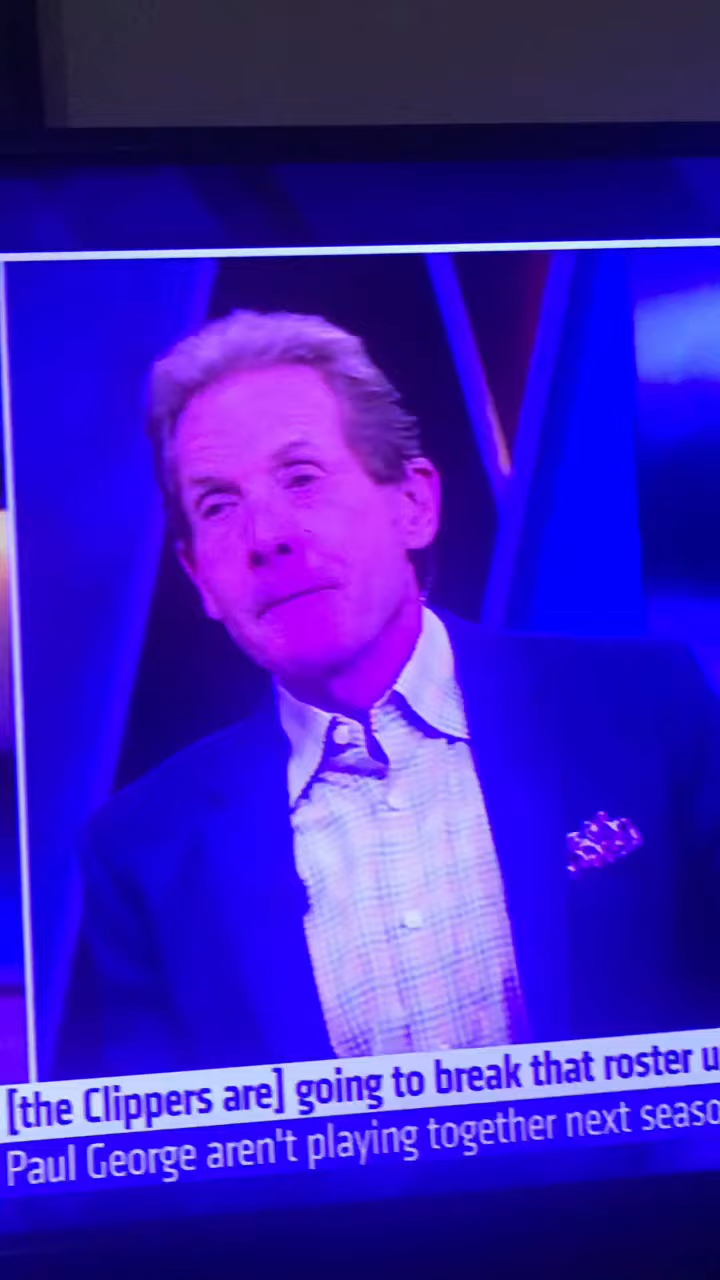 [the Clippers are] going to break that roster
Paul George aren't playing together next